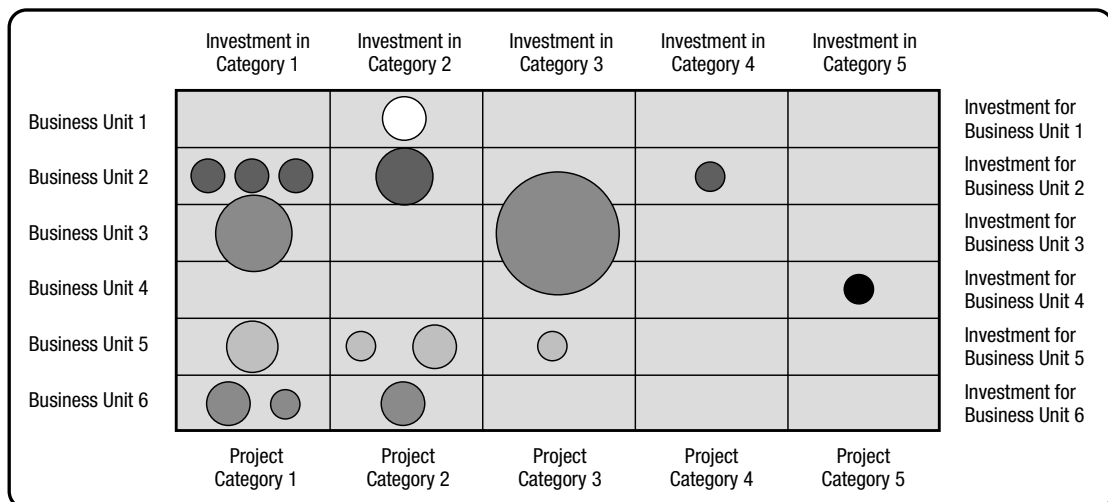 Investment in
Category 1
Investment in
Category 2
Investment in
Category 3
Investment in
Category 4
Investment in
Category 5
Business Unit 1
Investment for
Business Unit 1
Business Unit 2
Investment for
Business Unit 2
Business Unit 3
Investment for
Business Unit 3
Business Unit 4
Investment for
Business Unit 4
Business Unit 5
Investment for
Business Unit 5
Business Unit 6
Investment for
Business Unit 6
Project
Category 1
Project
Category 2
Project
Category 3
Project
Category 4
Project
Category 5